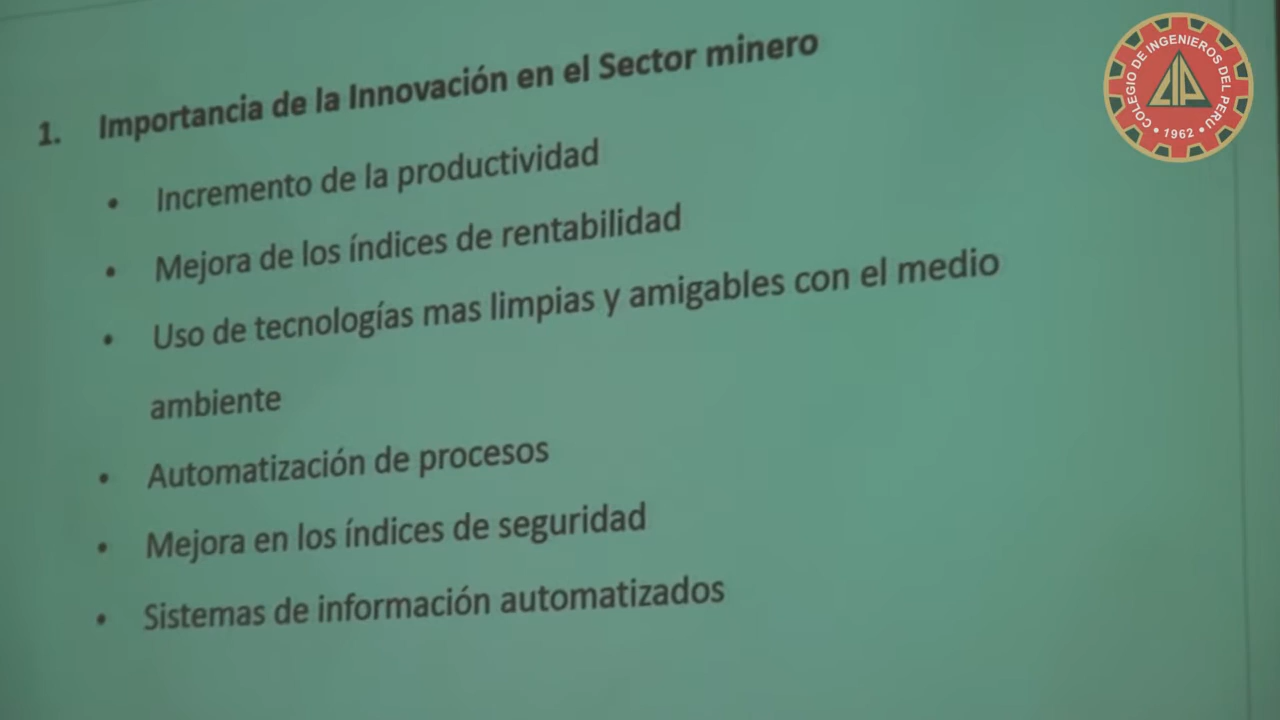 1. Importancia de la Innovación en el Sector minero
• Incremento de la productividad
• Mejora de los índices de rentabilidad
• Uso de tecnologías mas limpias y amigables con el medio
ambiente
• Automatización de procesos
• Mejora en los índices de seguridad
• Sistemas de información automatizados
COLEGIO DE INGENIEROS DEL PERU
CIP
• 1962 •